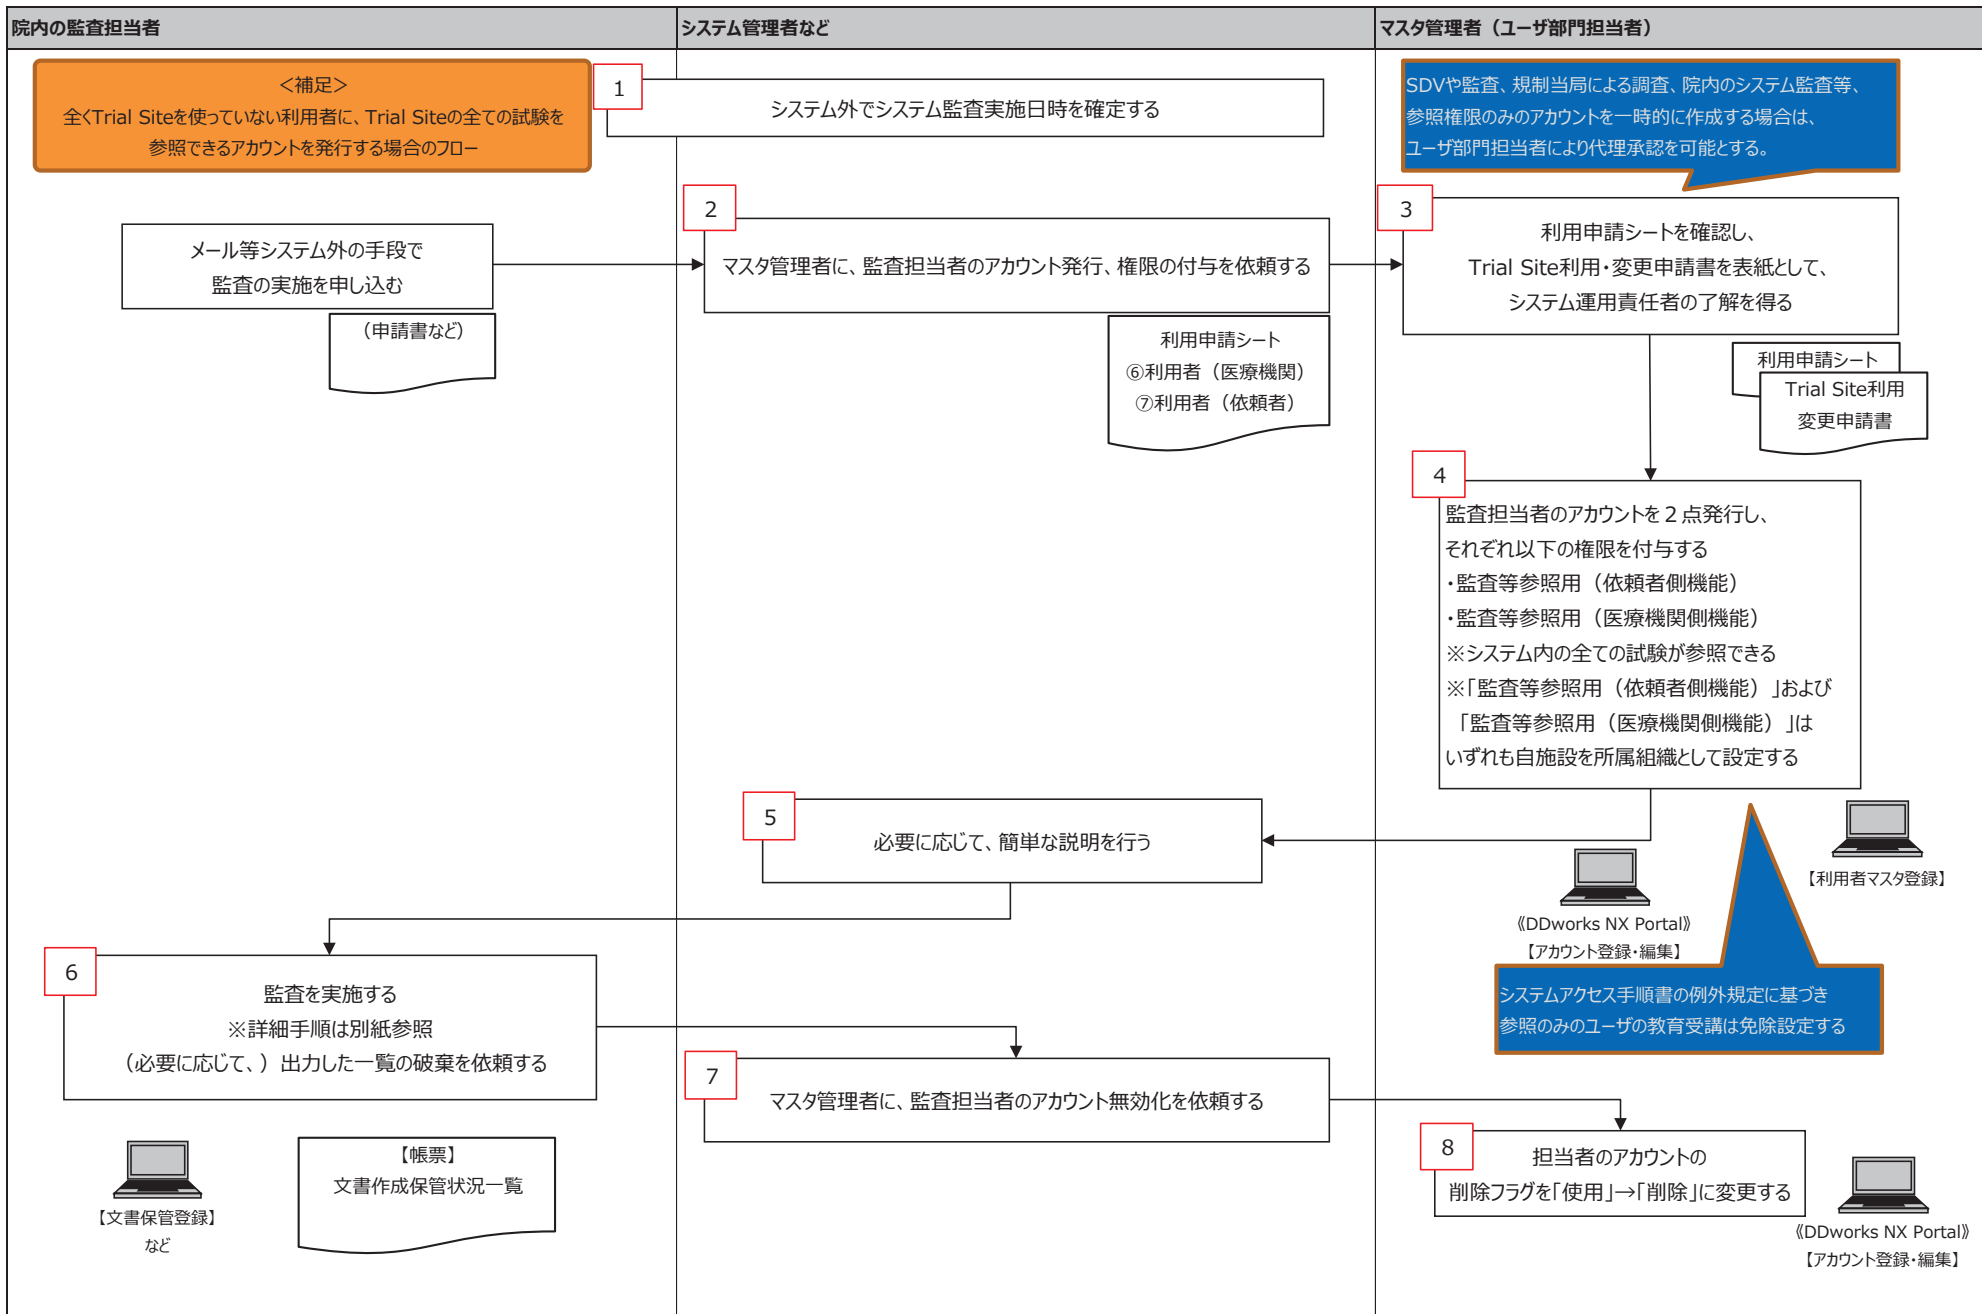 院内の監査担当者
システム管理者など
マスタ管理者（ユーザ部門担当者）
＜補足＞
全くTrial Siteを使っていない利用者に、Trial Siteの全ての試験を
参照できるアカウントを発行する場合のフロー
1
システム外でシステム監査実施日時を確定する
SDVや監査、規制当局による調査、院内のシステム監査等、
参照権限のみのアカウントを一時的に作成する場合は、
ユーザ部門担当者により代理承認を可能とする。
メール等システム外の手段で
監査の実施を申し込む
（申請書など）
2
マスタ管理者に、監査担当者のアカウント発行、権限の付与を依頼する
利用申請シート
⑥利用者（医療機関）
⑦利用者（依頼者）
3
利用申請シートを確認し、
Trial Site利用・変更申請書を表紙として、
システム運用責任者の了解を得る
利用申請シート
Trial Site利用
変更申請書
4
監査担当者のアカウントを２点発行し、
それぞれ以下の権限を付与する
・監査等参照用（依頼者側機能）
・監査等参照用（医療機関側機能）
※システム内の全ての試験が参照できる
※「監査等参照用（依頼者側機能）」および
「監査等参照用（医療機関側機能）」は
いずれも自施設を所属組織として設定する
5
必要に応じて、簡単な説明を行う
【利用者マスタ登録】
《DDworks NX Portal》
【アカウント登録・編集】
システムアクセス手順書の例外規定に基づき
参照のみのユーザの教育受講は免除設定する
6
監査を実施する
※詳細手順は別紙参照
（必要に応じて、）出力した一覧の破棄を依頼する
【文書保管登録】
など
【帳票】
文書作成保管状況一覧
7
マスタ管理者に、監査担当者のアカウント無効化を依頼する
8
担当者のアカウントの
削除フラグを「使用」→「削除」に変更する
《DDworks NX Portal》
【アカウント登録・編集】